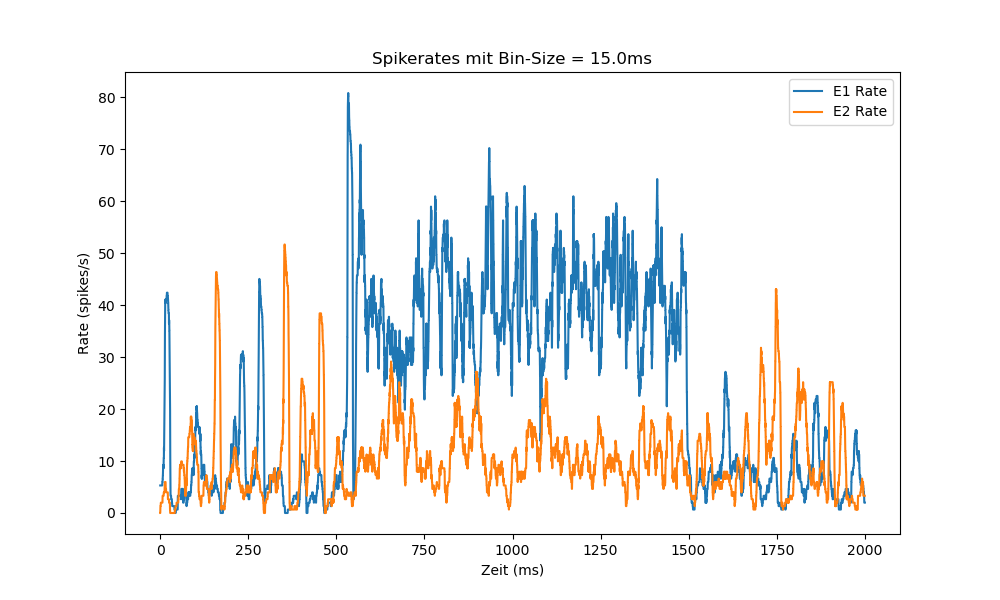 Spikerates mit Bin-Size = 15.0ms
E1 Rate
E2 Rate
80
70
60
50
40
30
20
10
0
Rate (spikes/s)
0 250 500 750 1000 1250 1500 1750 2000
Zeit (ms)